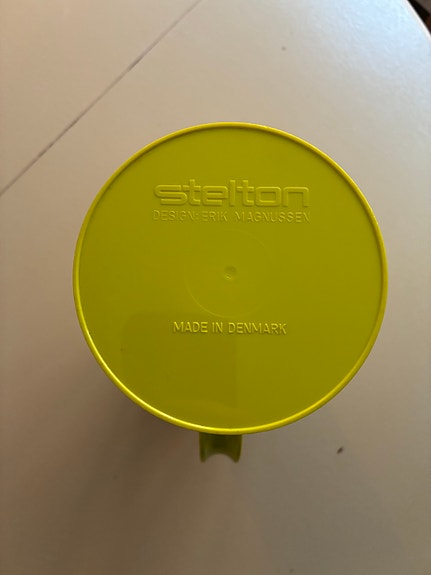 stelton
DESIGN: ERIK MAGNUSSEN
MADE IN DENMARK